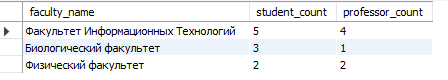 faculty_name student_count professor_count
Факультет Информационных Технологий 5 4
Биологический факультет 3 1
Физический факультет 2 2